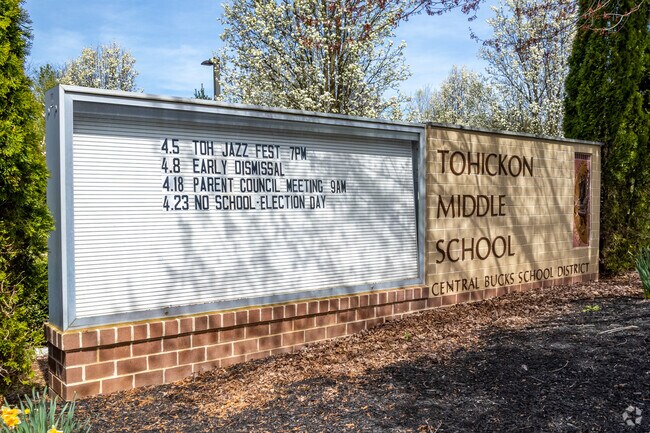 4.5 TOH JAZZ FEST 7PM
4.8 EARLY DISMISSAL
4.18 PARENT COUNCIL MEETING 9AM
4.23 NO SCHOOL-ELECTION DAY
TOHICKON
MIDDLE
SCHOOL
CENTRAL BUCKS SCHOOL DISTRICT